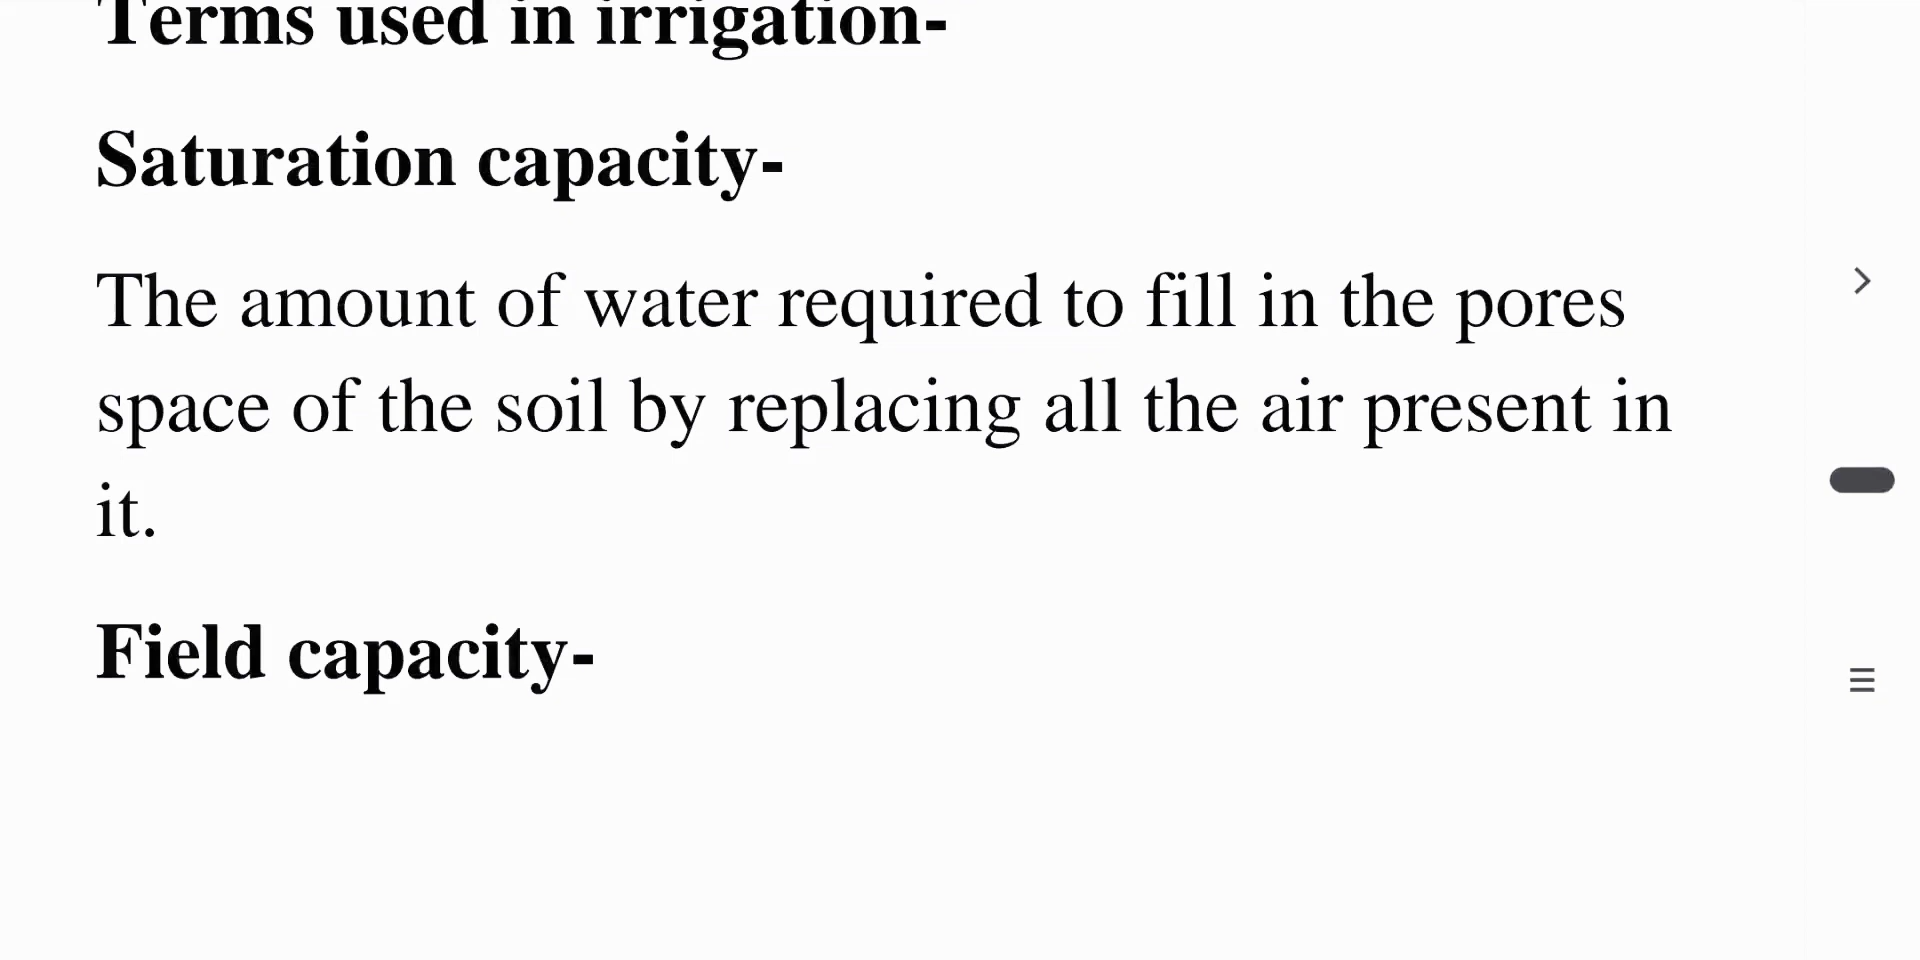 Terms used in irrigation-
Saturation capacity-
The amount of water required to fill in the pores
space of the soil by replacing all the air present in
it.
Field capacity-